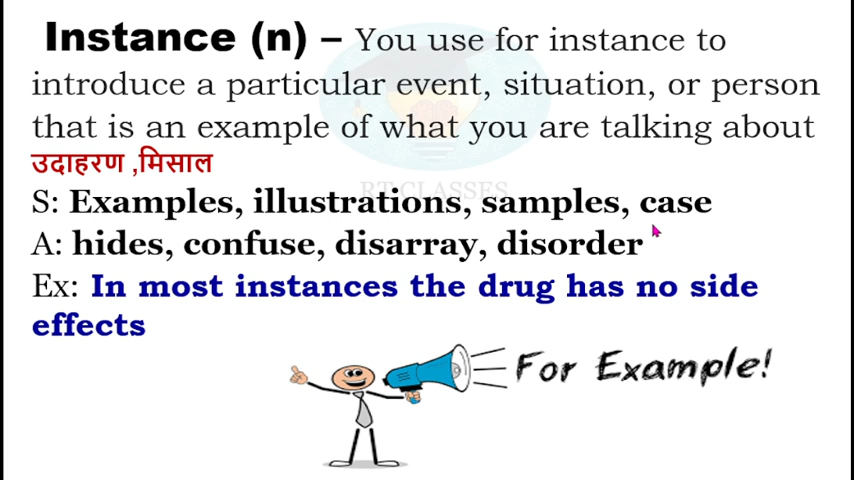 Instance (n) – You use for instance to
introduce a particular event, situation, or person
that is an example of what you are talking about
उदाहरण ,मिसाल
RT CLASSES
S: Examples, illustrations, samples, case
A: hides, confuse, disarray, disorder
Ex: In most instances the drug has no side
effects
For Example!